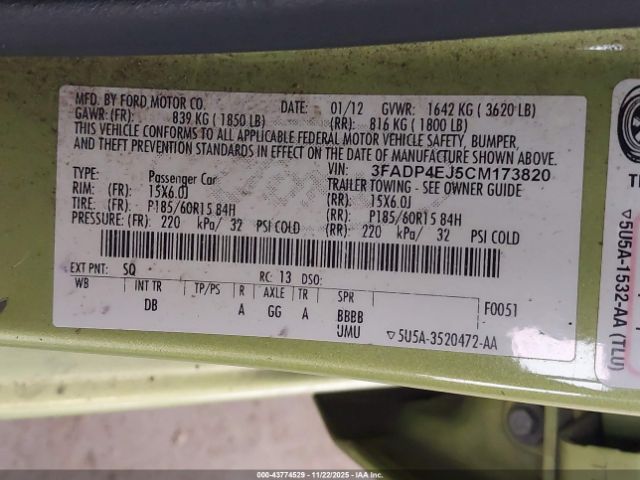 MFD. BY FORD MOTOR CO. DATE: 01/12 GVWR: 1642 KG ( 3620 LB)
GAWR: (FR): 839 KG ( 1850 LB) (RR): 816 KG ( 1800 LB)
THIS VEHICLE CONFORMS TO ALL APPLICABLE FEDERAL MOTOR VEHICLE SAFETY, BUMPER,
AND THEFT PREVENTION STANDARDS IN EFFECT ON THE DATE OF MANUFACTURE SHOWN ABOVE.
VIN: 3FADP4EJ5CM173820
TYPE: Passenger Car TRAILER TOWING - SEE OWNER GUIDE
RIM: (FR): 15X6.0J (RR): 15X6.0J
TIRE: (FR): P185/60R15 84H (RR): P185/60R15 84H
PRESSURE: (FR): 220 kPa/ 32 PSI COLD (RR): 220 kPa/ 32 PSI COLD
EXT PNT: SQ RC: 13 DSO:
WB INT TR TP/PS R AXLE TR SPR F0051
DB A GG A BBBB
UMU 5U5A-3520472-AA
5U5A-1532-AA (TLU)
000-43774529 - 11/22/2025 - IAAI.COM